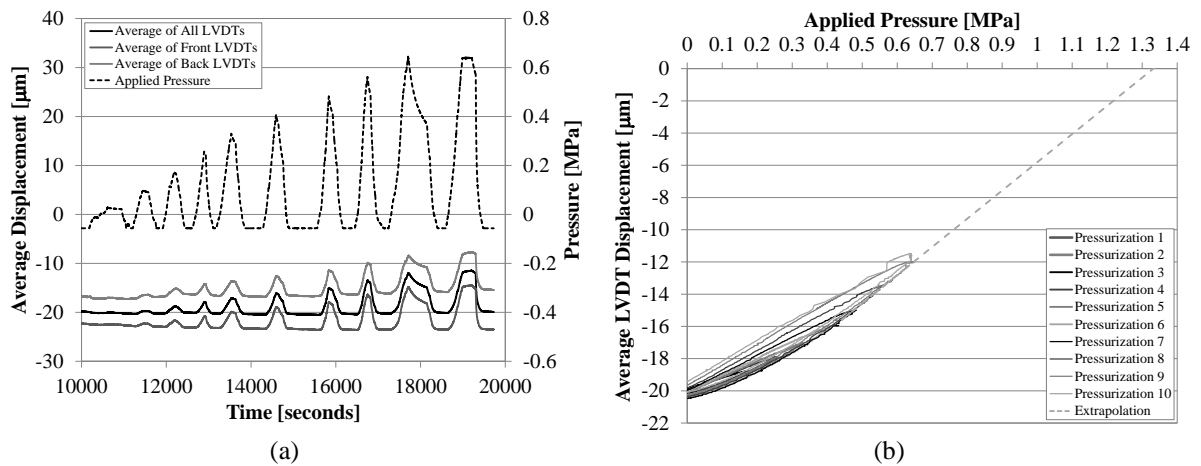 Average of All LVDTs
Average of Front LVDTs
Average of Back LVDTs
Applied Pressure
Average Displacement [µm]
40
30
20
10
0
-10
-20
-30
0.8
0.6
0.4
0.2
0
-0.2
-0.4
-0.6
Pressure [MPa]
10000 12000 14000 16000 18000 20000
Time [seconds]
(a)
Applied Pressure [MPa]
0 0.1 0.2 0.3 0.4 0.5 0.6 0.7 0.8 0.9 1 1.1 1.2 1.3 1.4
Average LVDT Displacement [µm]
0
-2
-4
-6
-8
-10
-12
-14
-16
-18
-20
-22
Pressurization 1
Pressurization 2
Pressurization 3
Pressurization 4
Pressurization 5
Pressurization 6
Pressurization 7
Pressurization 8
Pressurization 9
Pressurization 10
Extrapolation
(b)